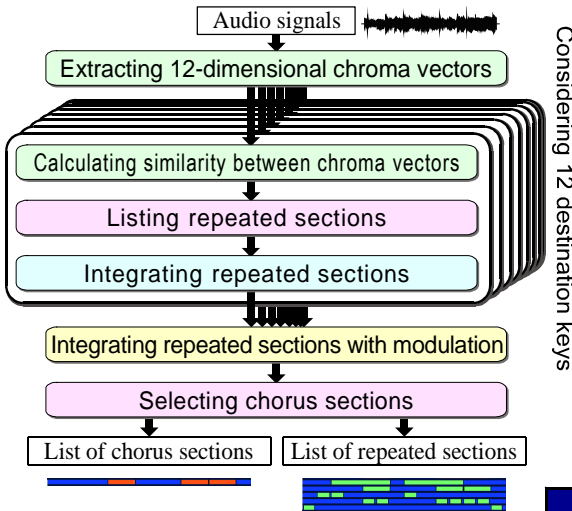 Audio signals
Extracting 12-dimensional chroma vectors
Calculating similarity between chroma vectors
Listing repeated sections
Integrating repeated sections
Considering 12 destination keys
Integrating repeated sections with modulation
Selecting chorus sections
List of chorus sections
List of repeated sections